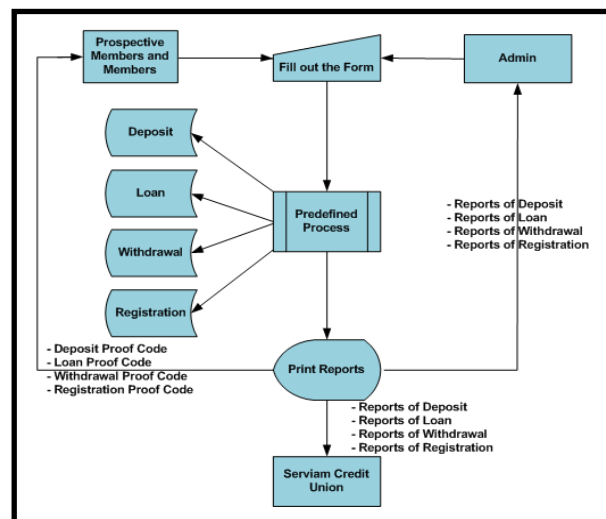 Prospective
Members and
Members
Fill out the Form
Admin
Deposit
Loan
Withdrawal
Registration
Predefined
Process
- Reports of Deposit
- Reports of Loan
- Reports of Withdrawal
- Reports of Registration
- Deposit Proof Code
- Loan Proof Code
- Withdrawal Proof Code
- Registration Proof Code
Print Reports
- Reports of Deposit
- Reports of Loan
- Reports of Withdrawal
- Reports of Registration
Serviam Credit
Union